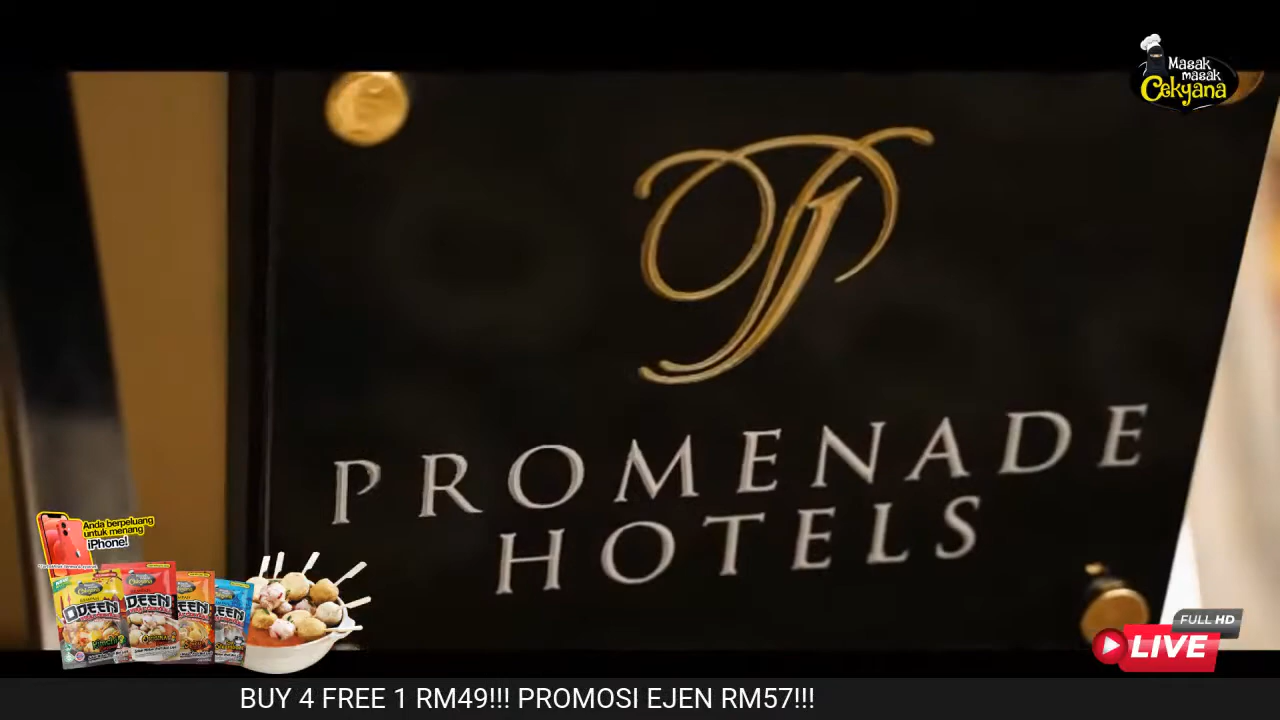 Masak
masak
Cekyana
PROMENADE
HOTELS
Anda berpeluang
untuk menang
iPhone!
ODEEN
DEEN
EEN
EEN
FULL HD
LIVE
BUY 4 FREE 1 RM49!!! PROMOSI EJEN RM57!!!